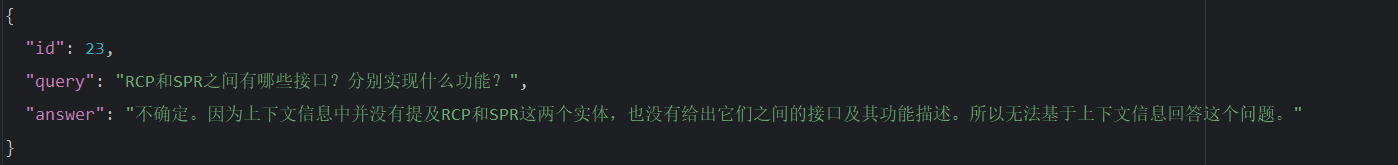 {
"id": 23,
"query": "RCP和SPR之间有哪些接口？分别实现什么功能？",
"answer": "不确定。因为上下文信息中并没有提及RCP和SPR这两个实体，也没有给出它们之间的接口及其功能描述。所以无法基于上下文信息回答这个问题。"
}